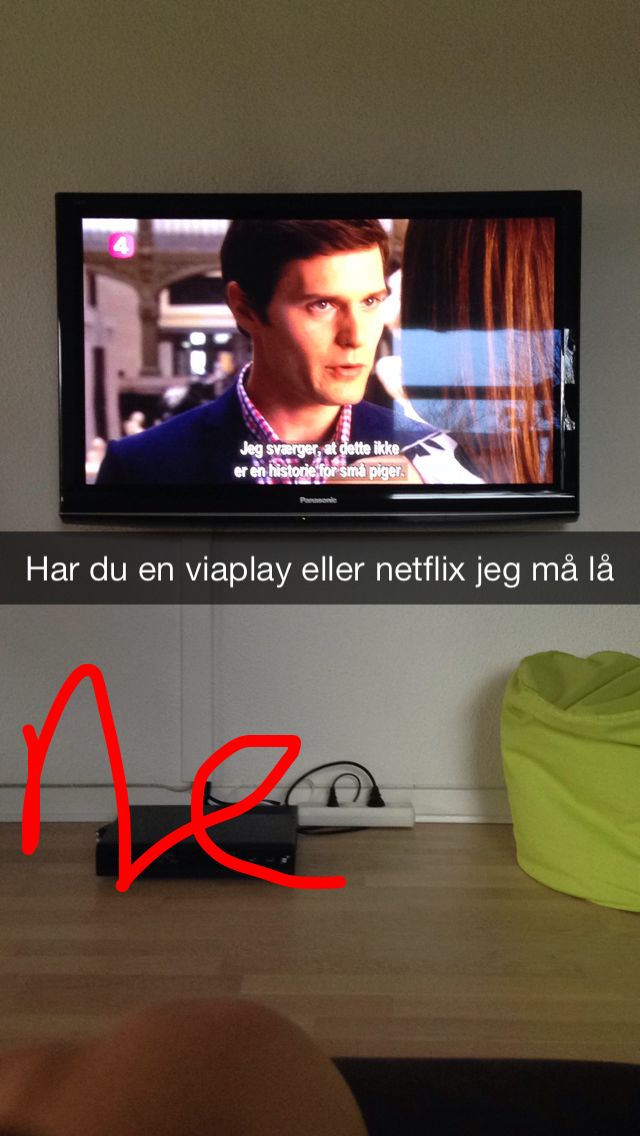 4
Jeg sværger, at dette ikke
er en historie for små piger.
Panasonic
Har du en viaplay eller netflix jeg må lå
Ne